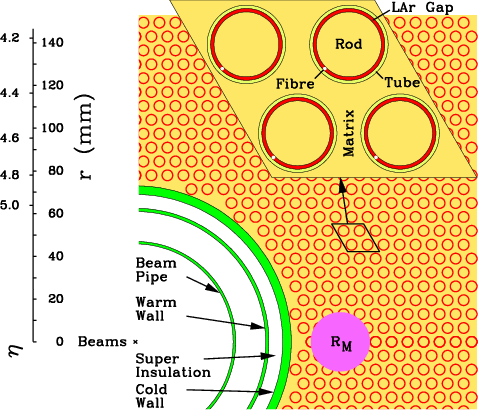 LAr Gap
Rod
Fibre
Tube
Matrix
4.2
4.4
4.6
4.8
5.0
η
140
120
100
80
60
40
20
0
r (mm)
Beam
Pipe
Warm
Wall
Beams ×
Super
Insulation
Cold
Wall
RM